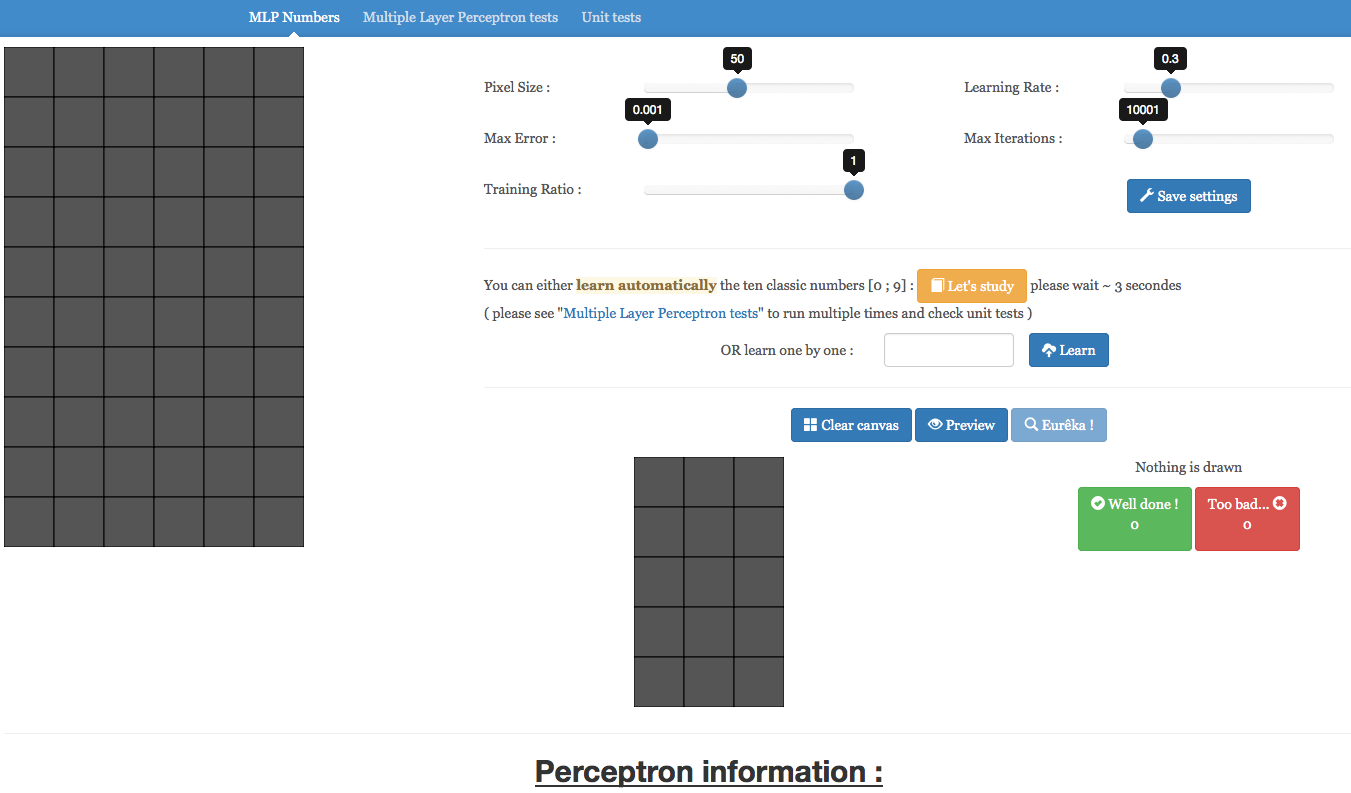 MLP Numbers Multiple Layer Perceptron tests Unit tests
50 0.3
Pixel Size : Learning Rate :
0.001 10001
Max Error : Max Iterations :
1
Training Ratio : Save settings
You can either learn automatically the ten classic numbers [0 ; 9] : Let's study please wait ~ 3 secondes
( please see "Multiple Layer Perceptron tests" to run multiple times and check unit tests )
OR learn one by one : Learn
Clear canvas Preview Eurêka !
Nothing is drawn
Well done ! Too bad...
0 0
Perceptron information :